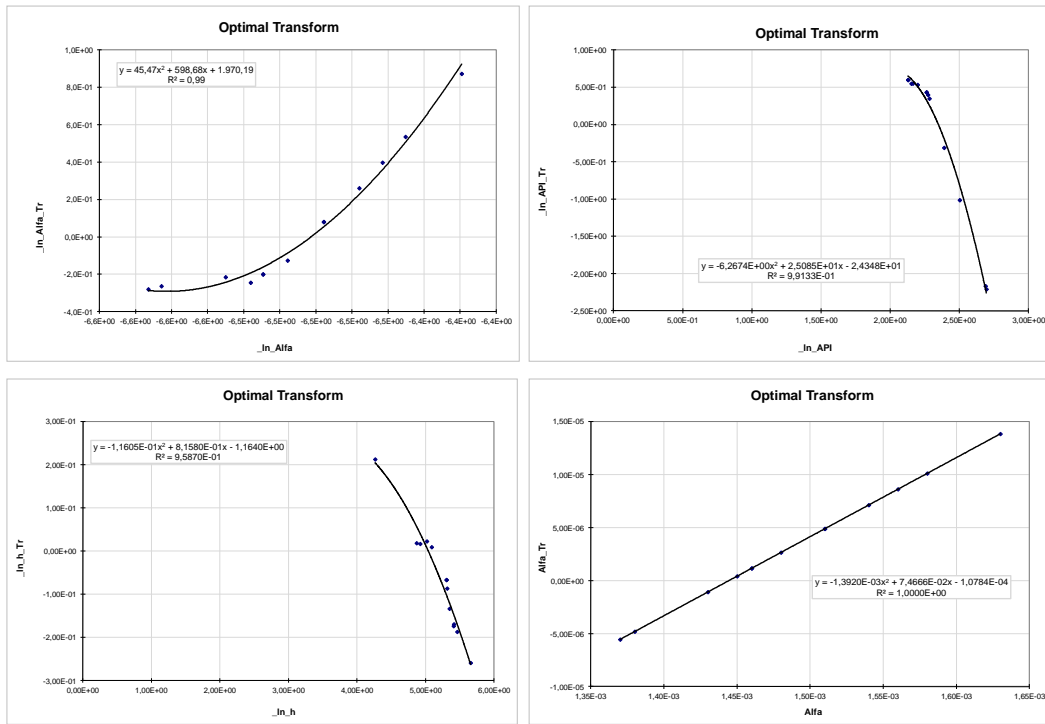 Optimal Transform
1,0E+00
8,0E-01
6,0E-01
4,0E-01
2,0E-01
0,0E+00
-2,0E-01
-4,0E-01
y = 45,47x² + 598,68x + 1.970,19
R² = 0,99
_ln_Alfa_Tr
-6,6E+00 -6,6E+00 -6,6E+00 -6,6E+00 -6,5E+00 -6,5E+00 -6,5E+00 -6,5E+00 -6,5E+00 -6,4E+00 -6,4E+00 -6,4E+00
_ln_Alfa
Optimal Transform
1,00E+00
5,00E-01
0,00E+00
-5,00E-01
-1,00E+00
-1,50E+00
-2,00E+00
-2,50E+00
_ln_API_Tr
y = -6,2674E+00x² + 2,5085E+01x - 2,4348E+01
R² = 9,9133E-01
0,00E+00 5,00E-01 1,00E+00 1,50E+00 2,00E+00 2,50E+00 3,00E+00
_ln_API
Optimal Transform
3,00E-01
2,00E-01
1,00E-01
0,00E+00
-1,00E-01
-2,00E-01
-3,00E-01
y = -1,1605E-01x² + 8,1580E-01x - 1,1640E+00
R² = 9,5870E-01
_ln_h_Tr
0,00E+00 1,00E+00 2,00E+00 3,00E+00 4,00E+00 5,00E+00 6,00E+00
_ln_h
Optimal Transform
1,50E-05
1,00E-05
5,00E-06
0,00E+00
-5,00E-06
-1,00E-05
Alfa_Tr
y = -1,3920E-03x² + 7,4666E-02x - 1,0784E-04
R² = 1,0000E+00
1,35E-03 1,40E-03 1,45E-03 1,50E-03 1,55E-03 1,60E-03 1,65E-03
Alfa